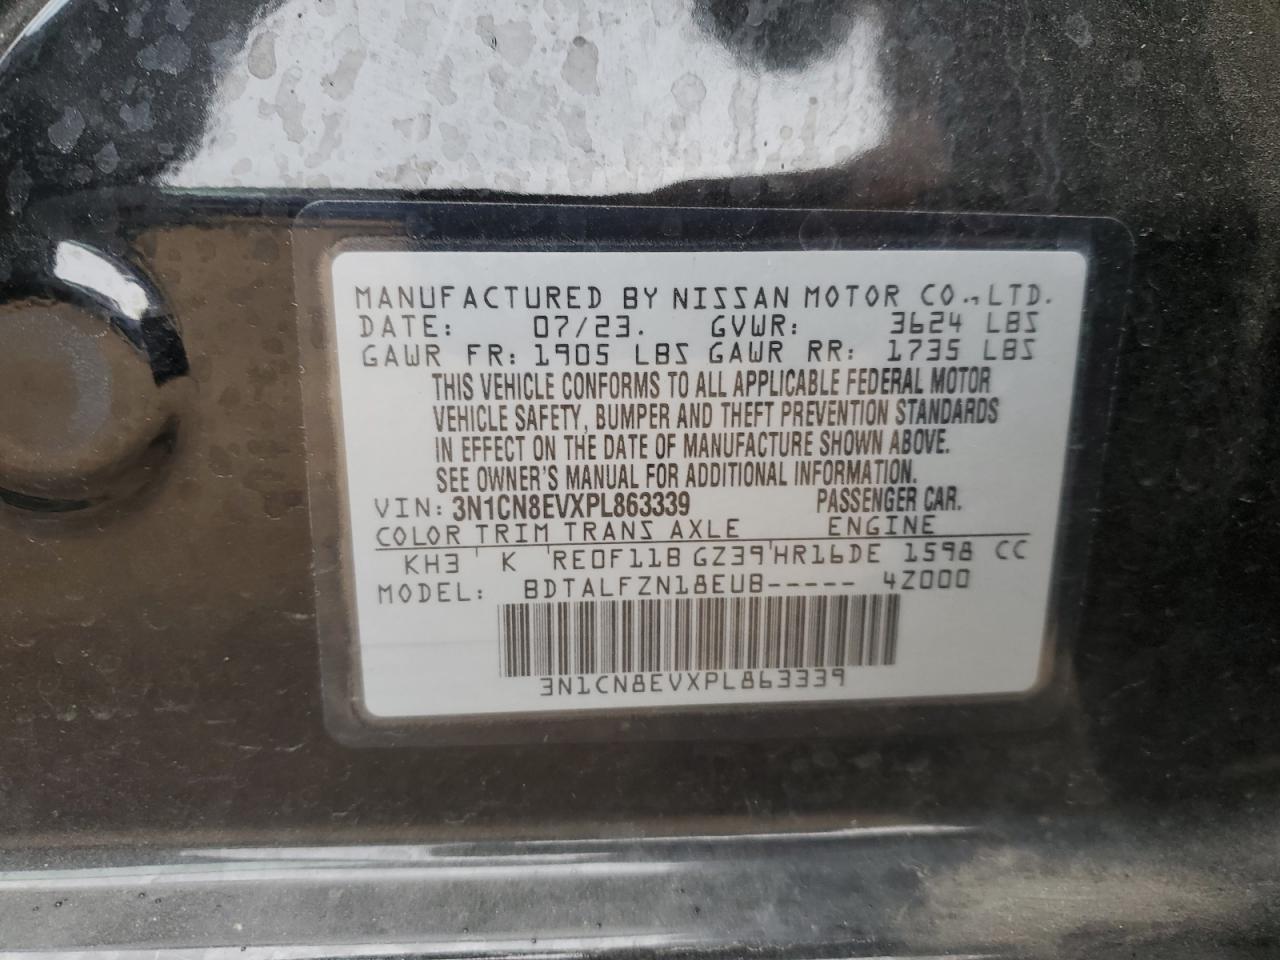 MANUFACTURED BY NISSAN MOTOR CO., LTD.
DATE: 07/23. GVWR: 3624 LBS
GAWR FR: 1905 LBS GAWR RR: 1735 LBS
THIS VEHICLE CONFORMS TO ALL APPLICABLE FEDERAL MOTOR
VEHICLE SAFETY, BUMPER AND THEFT PREVENTION STANDARDS
IN EFFECT ON THE DATE OF MANUFACTURE SHOWN ABOVE.
SEE OWNER'S MANUAL FOR ADDITIONAL INFORMATION.
VIN: 3N1CN8EVXPL863339 PASSENGER CAR.
COLOR TRIM TRANS AXLE ENGINE
KH3 ' K ' RE0F11B GZ39 ' HR16DE 1598 CC
MODEL: BDTALFZN18EUB----- 4Z000
3N1CN8EVXPL863339